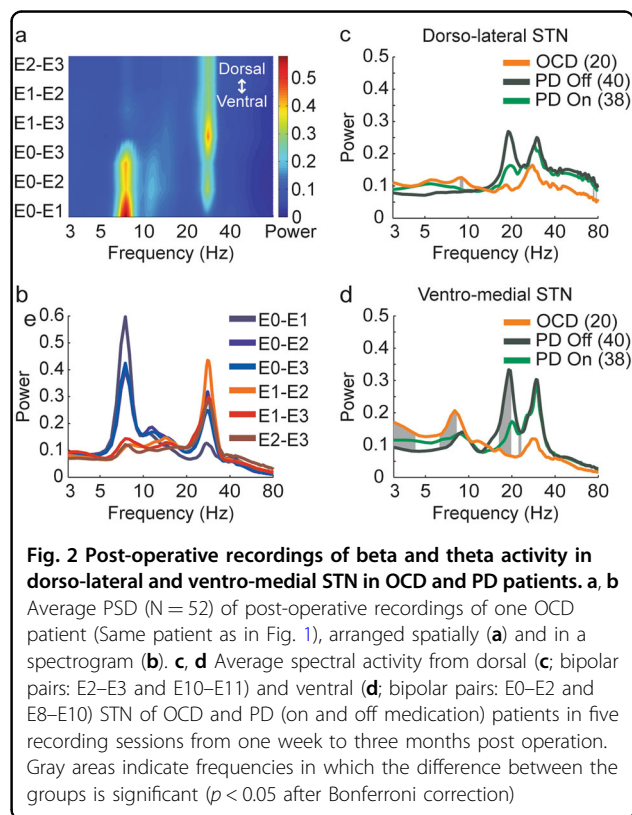 a
E2-E3
E1-E2
E1-E3
E0-E3
E0-E2
E0-E1
Dorsal
Ventral
0.5
0.4
0.3
0.2
0.1
0
Power
3 5 10 20 40
Frequency (Hz)
c
Dorso-lateral STN
OCD (20)
PD Off (40)
PD On (38)
Power
0.5
0.4
0.3
0.2
0.1
0
3 5 10 20 40 80
Frequency (Hz)
b
e
Power
0.6
0.5
0.4
0.3
0.2
0.1
0
E0-E1
E0-E2
E0-E3
E1-E2
E1-E3
E2-E3
3 5 10 20 40 80
Frequency (Hz)
d
Ventro-medial STN
OCD (20)
PD Off (40)
PD On (38)
Power
0.5
0.4
0.3
0.2
0.1
0
3 5 10 20 40 80
Frequency (Hz)
Fig. 2 Post-operative recordings of beta and theta activity in
dorso-lateral and ventro-medial STN in OCD and PD patients. a, b
Average PSD (N = 52) of post-operative recordings of one OCD
patient (Same patient as in Fig. 1), arranged spatially (a) and in a
spectrogram (b). c, d Average spectral activity from dorsal (c; bipolar
pairs: E2–E3 and E10–E11) and ventral (d; bipolar pairs: E0–E2 and
E8–E10) STN of OCD and PD (on and off medication) patients in five
recording sessions from one week to three months post operation.
Gray areas indicate frequencies in which the difference between the
groups is significant (p < 0.05 after Bonferroni correction)